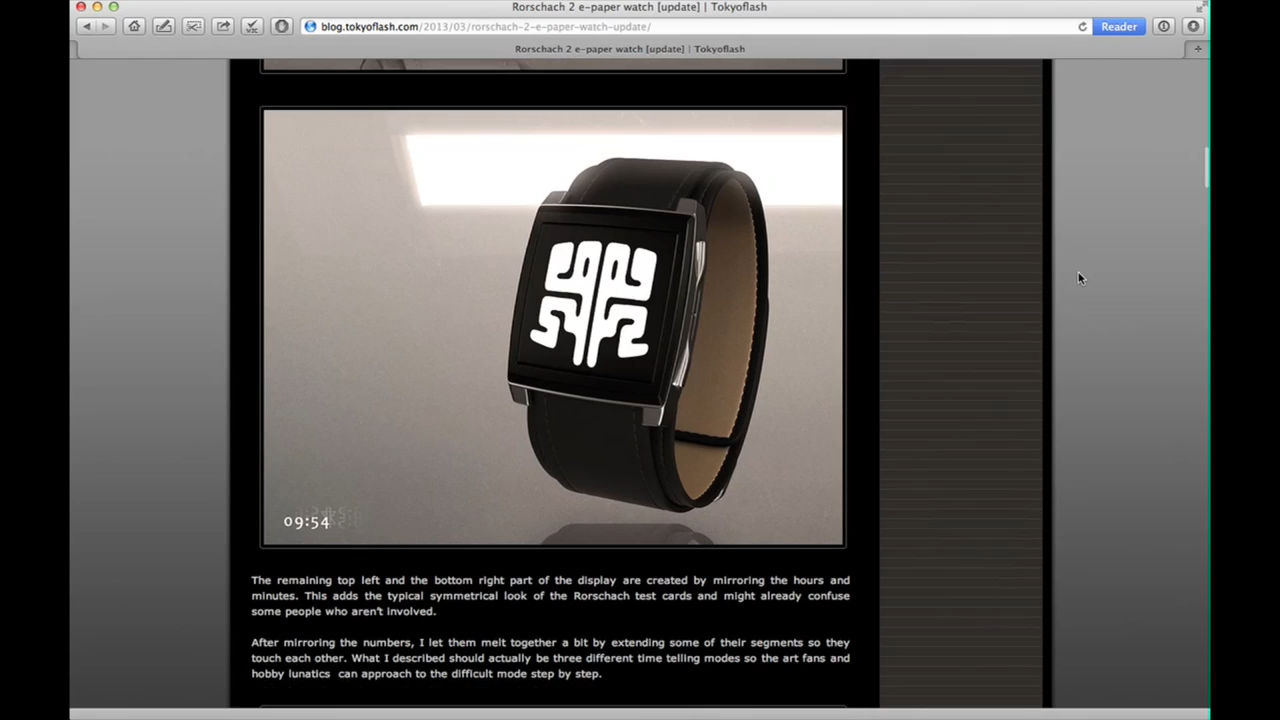 Rorschach 2 e-paper watch [update] | Tokyoflash
blog.tokyoflash.com/2013/03/rorschach-2-e-paper-watch-update/
Reader
Rorschach 2 e-paper watch [update] | Tokyoflash
09:54
The remaining top left and the bottom right part of the display are created by mirroring the hours and
minutes. This adds the typical symmetrical look of the Rorschach test cards and might already confuse
some people who aren't involved.
After mirroring the numbers, I let them melt together a bit by extending some of their segments so they
touch each other. What I described should actually be three different time telling modes so the art fans and
hobby lunatics can approach to the difficult mode step by step.